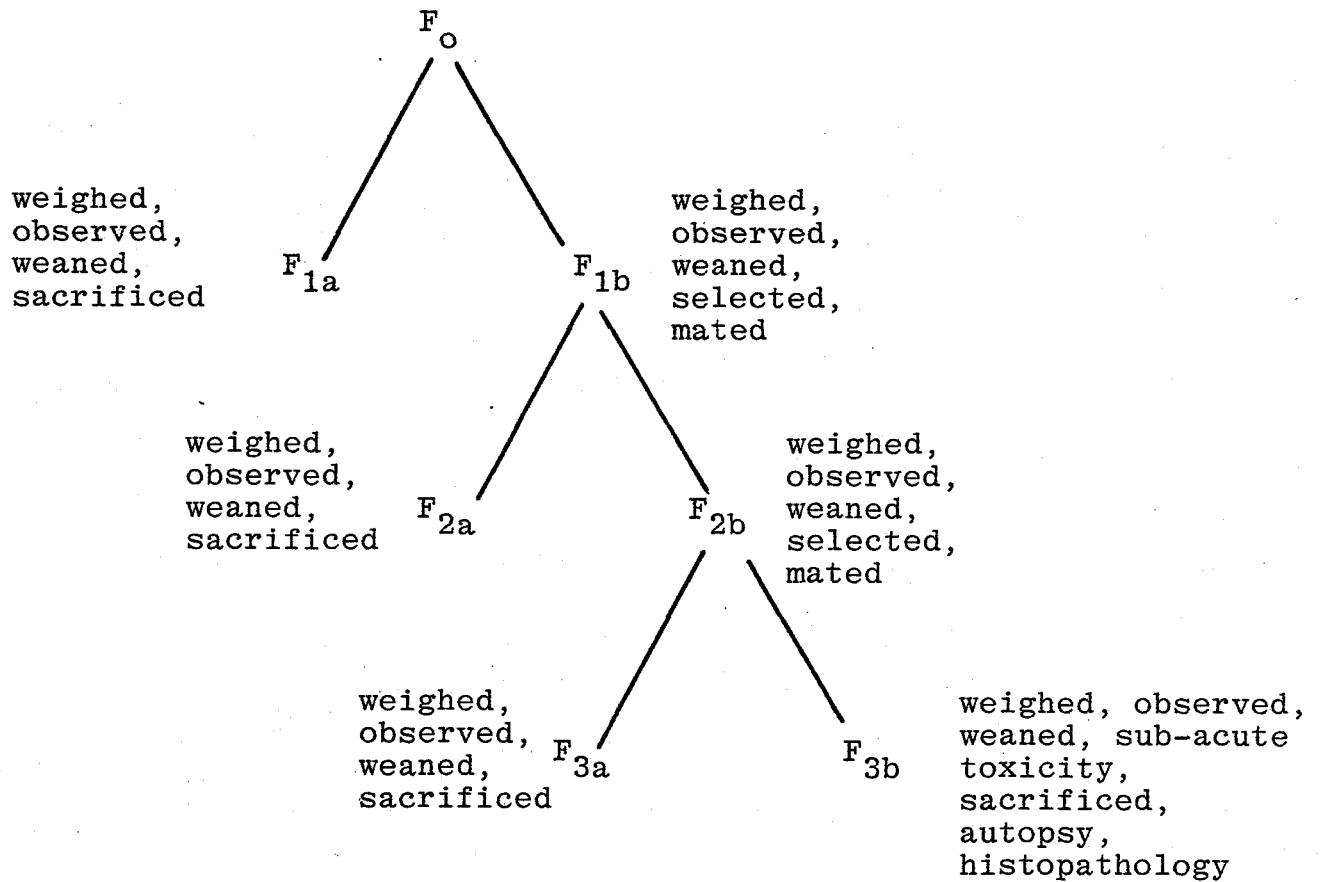 F₀
weighed,
observed,
weaned,
sacrificed
F₁ₐ
F₁b
weighed,
observed,
weaned,
selected,
mated
weighed,
observed,
weaned,
sacrificed
F₂ₐ
F₂b
weighed,
observed,
weaned,
selected,
mated
weighed,
observed,
weaned,
sacrificed
F₃ₐ
F₃b
weighed, observed,
weaned, sub-acute
toxicity,
sacrificed,
autopsy,
histopathology